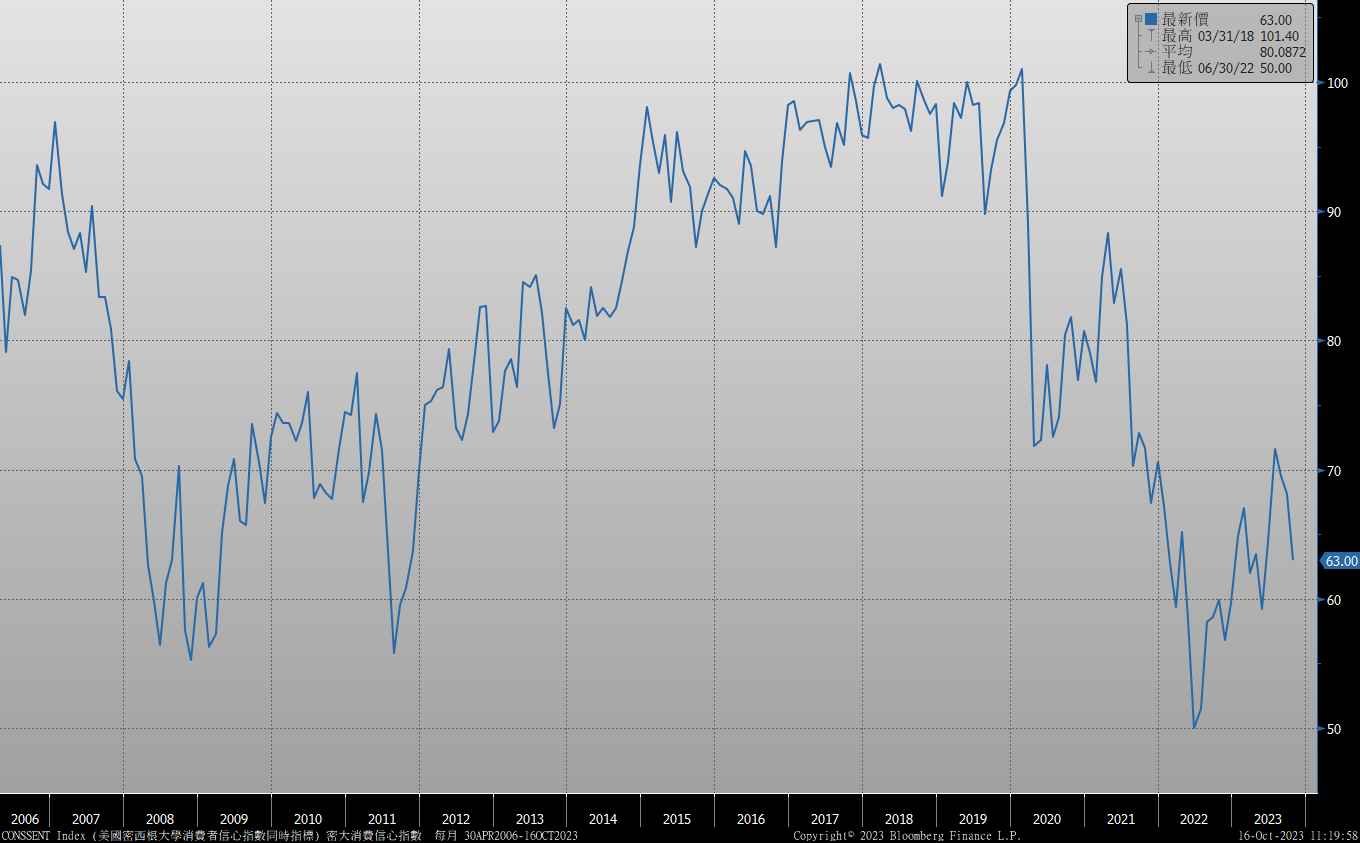 最新價 63.00
最高 03/31/18 101.40
平均 80.0872
最低 06/30/22 50.00
100
90
80
70
63.00
60
50
2006 2007 2008 2009 2010 2011 2012 2013 2014 2015 2016 2017 2018 2019 2020 2021 2022 2023
CONSSENT Index (美國密西根大學消費者信心指數同時指標) 密大消費信心指數 每月 30APR2006-16OCT2023 Copyright© 2023 Bloomberg Finance L.P. 16-Oct-2023 11:19:58